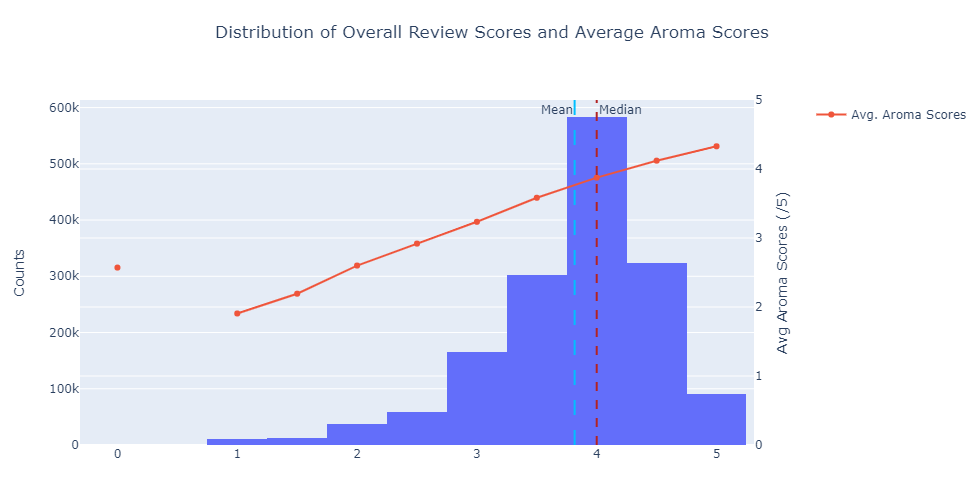 Distribution of Overall Review Scores and Average Aroma Scores
Mean
Median
Avg. Aroma Scores
600k
500k
400k
300k
200k
100k
0
Counts
5
4
3
2
1
0
Avg Aroma Scores (/5)
0
1
2
3
4
5